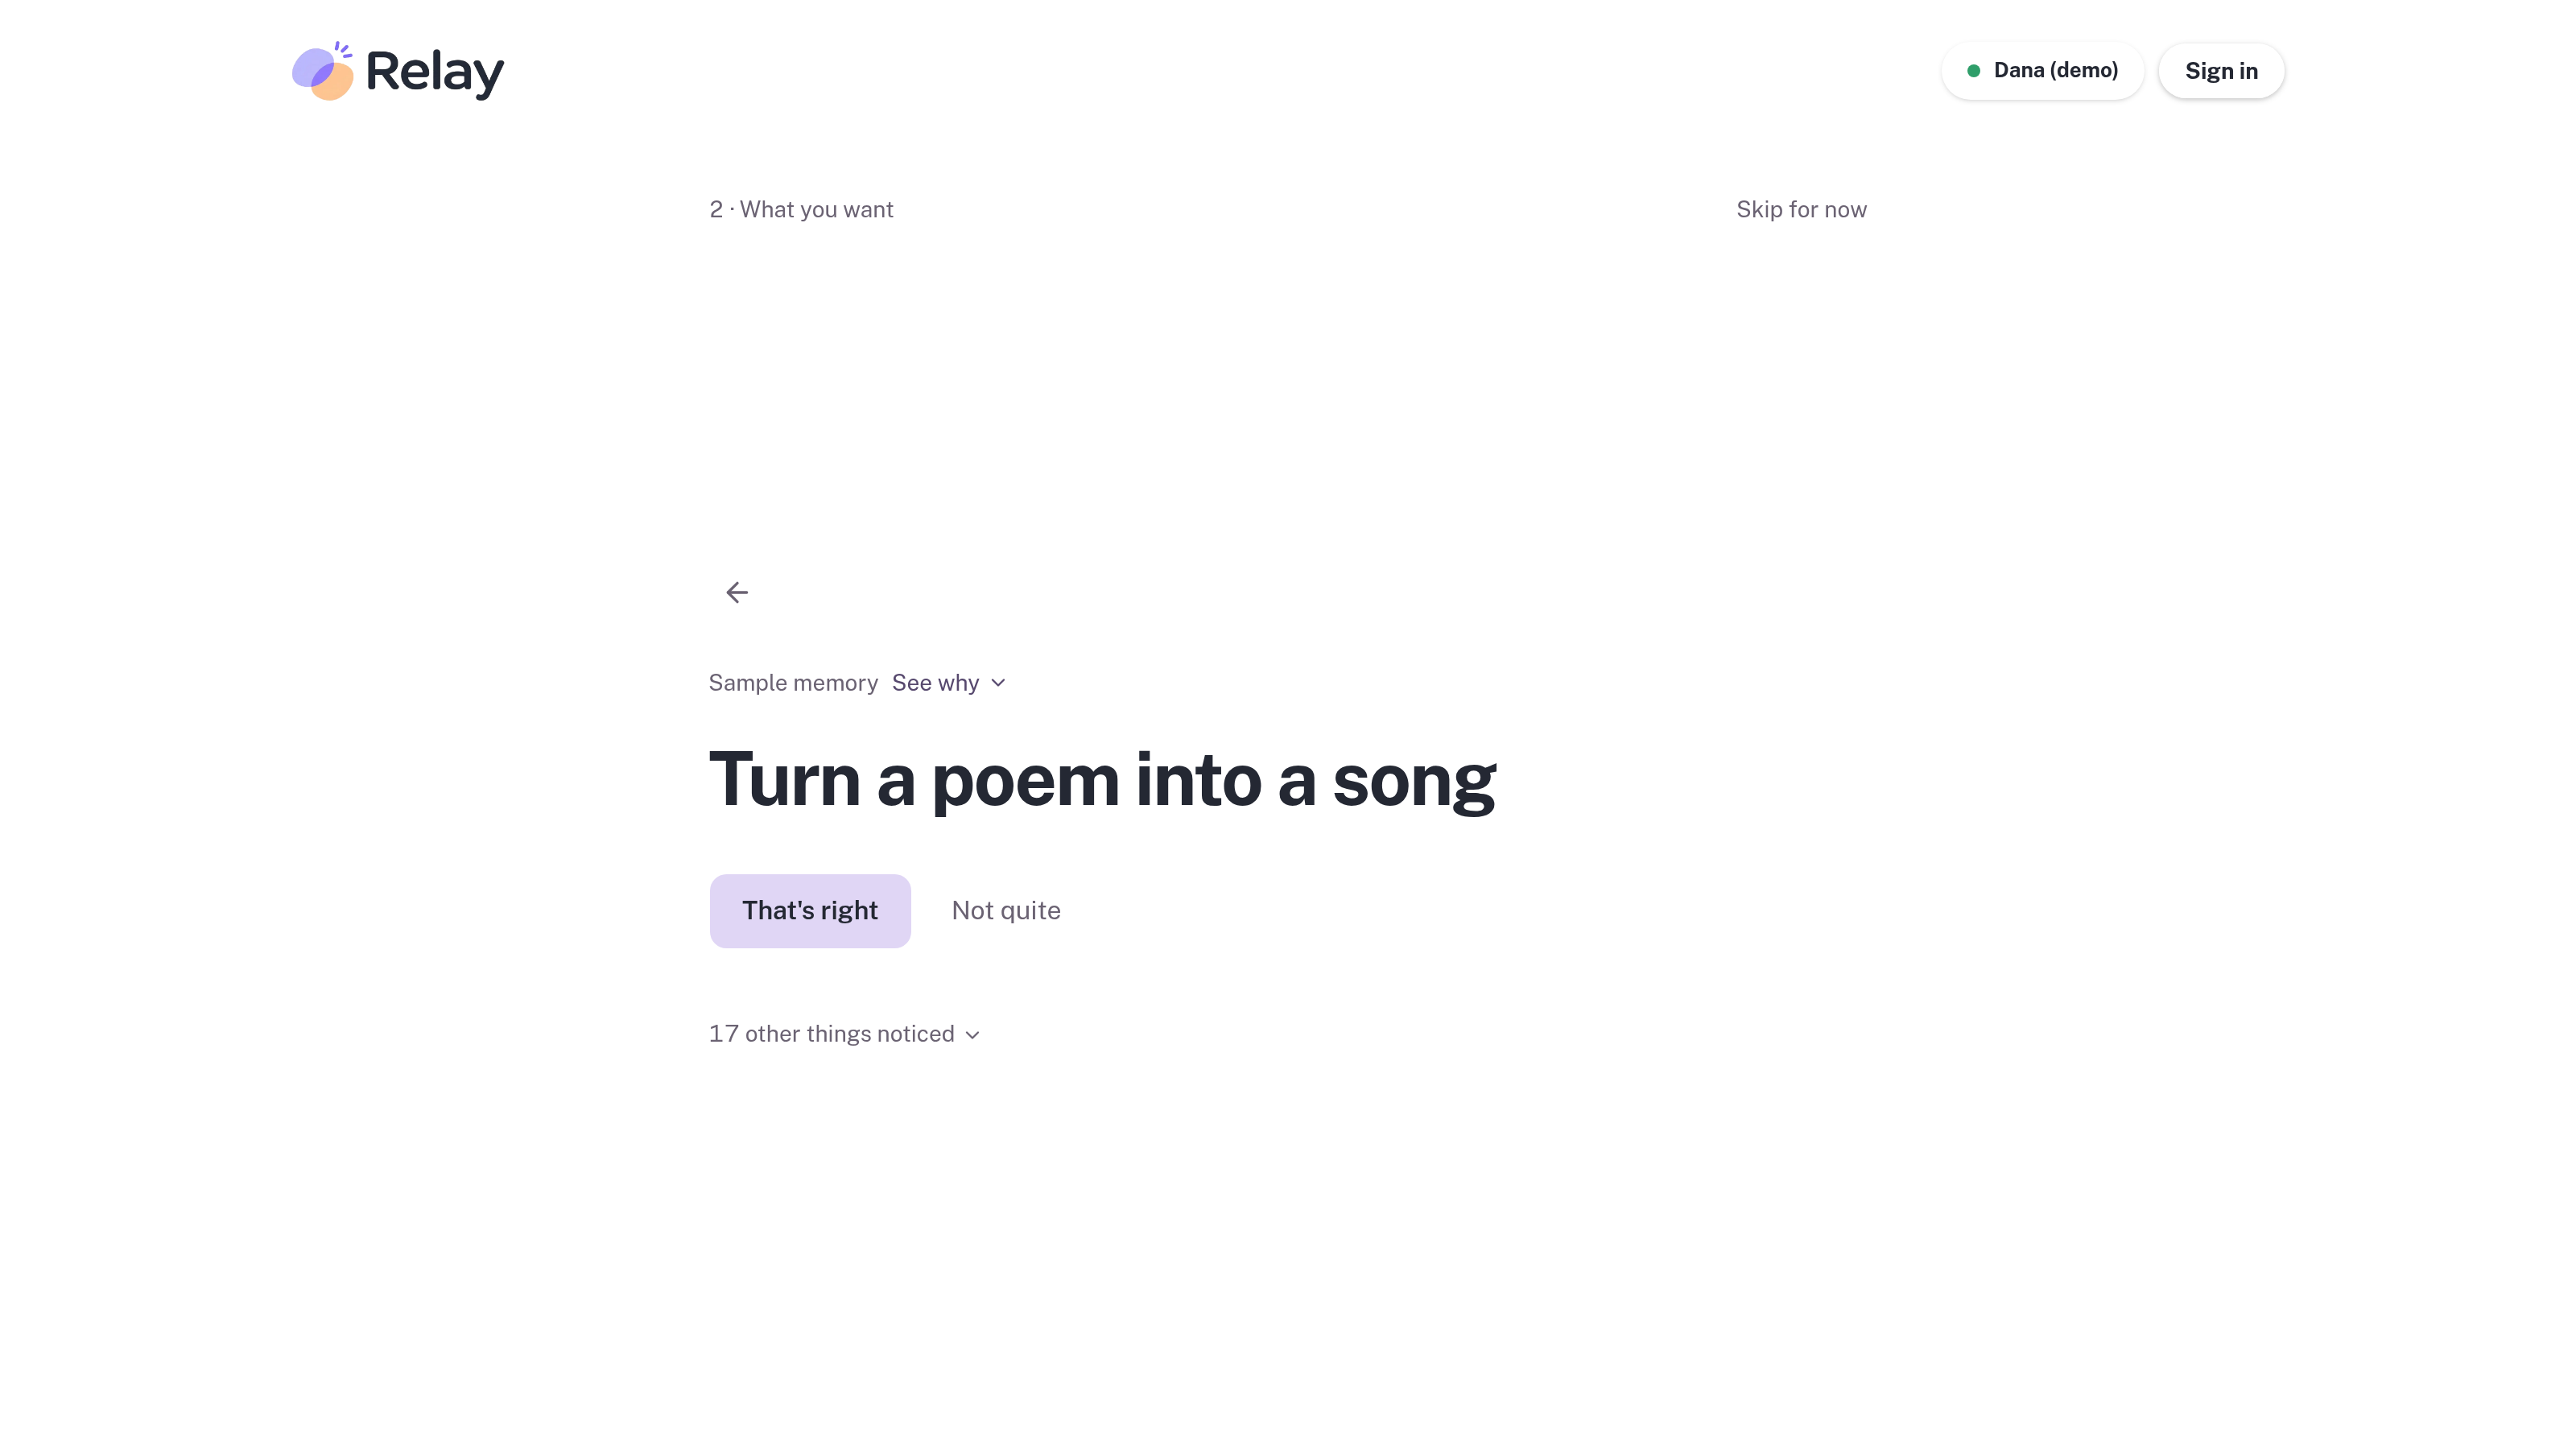 Relay
Dana (demo)
Sign in
2 · What you want
Skip for now
Sample memory See why
Turn a poem into a song
That's right
Not quite
17 other things noticed